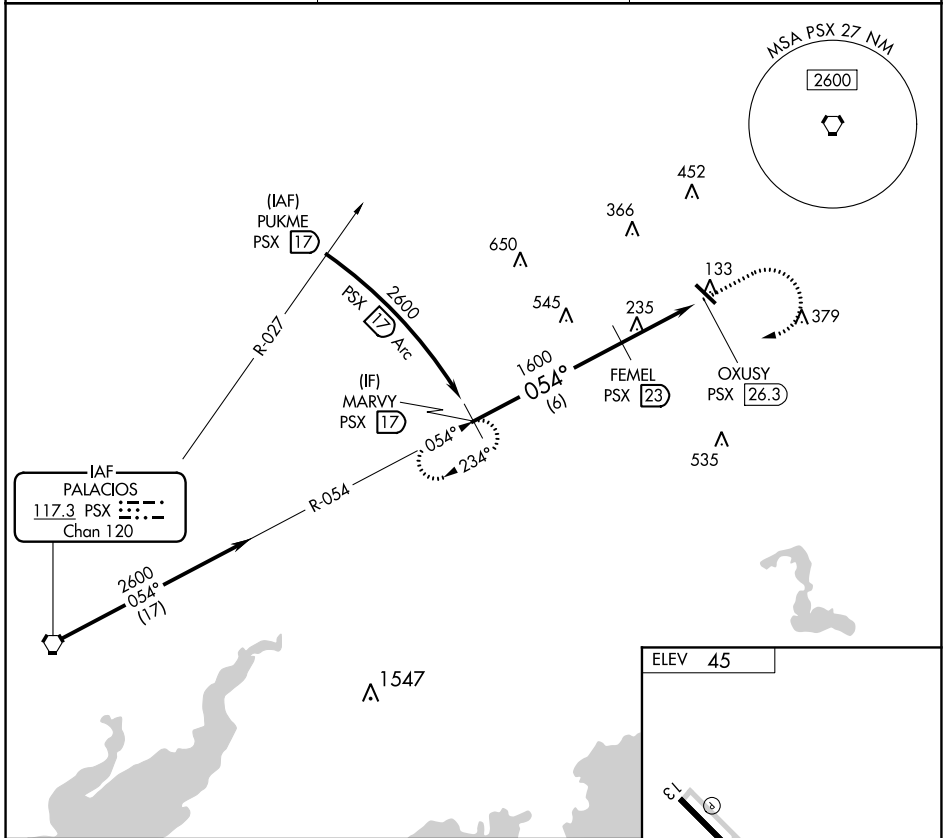 MSA PSX 27 NM
2600
452
(IAF)
PUKME
PSX 17
366
650
133
2600
PSX 17 Arc
545
235
379
R-027
1600
054°
(6)
FEMEL
PSX 23
OXUSY
PSX 26.3
(IF)
MARVY
PSX 17
054°
234°
535
IAF
PALACIOS
117.3 PSX
Chan 120
R-054
2600
054°
(17)
1547
ELEV 45
13
P